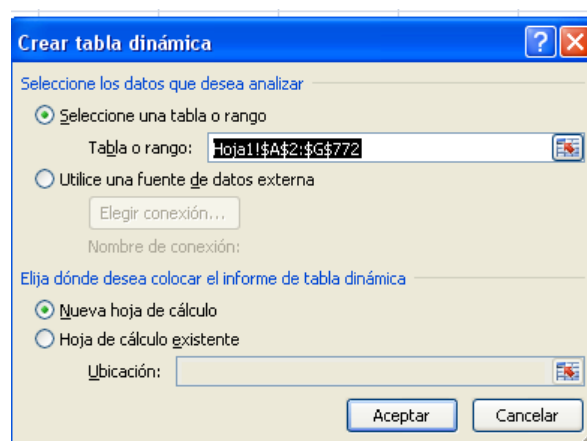 Crear tabla dinámica
Seleccione los datos que desea analizar
Seleccione una tabla o rango
Tabla o rango: Hoja1!$A$2:$G$772
Utilice una fuente de datos externa
Elegir conexión...
Nombre de conexión:
Elija dónde desea colocar el informe de tabla dinámica
Nueva hoja de cálculo
Hoja de cálculo existente
Ubicación:
Aceptar Cancelar